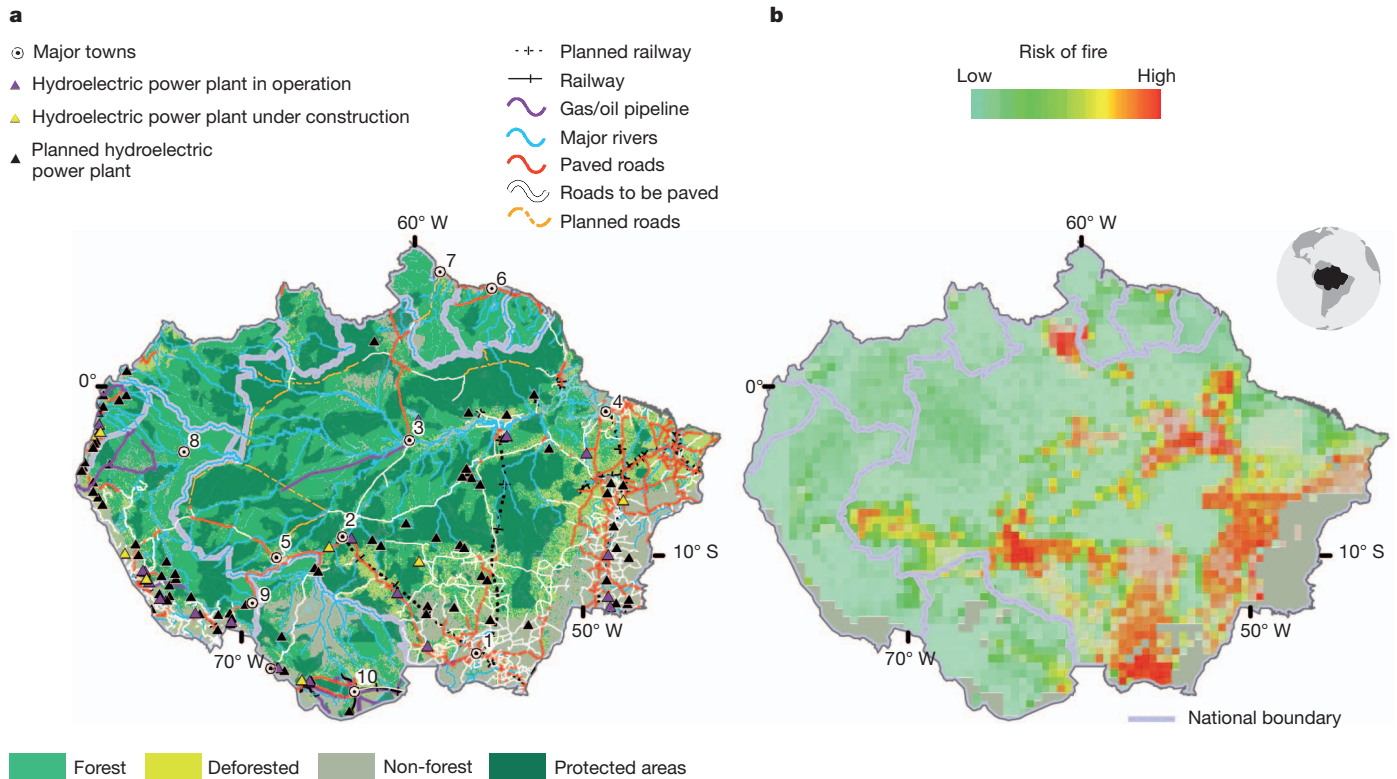 a
Major towns
Hydroelectric power plant in operation
Hydroelectric power plant under construction
Planned hydroelectric
power plant
Planned railway
Railway
Gas/oil pipeline
Major rivers
Paved roads
Roads to be paved
Planned roads
60° W
7
6
0°
4
3
8
2
5
10° S
9
50° W
1
70° W
10
Forest
Deforested
Non-forest
Protected areas
b
Risk of fire
Low
High
60° W
0°
10° S
50° W
70° W
National boundary